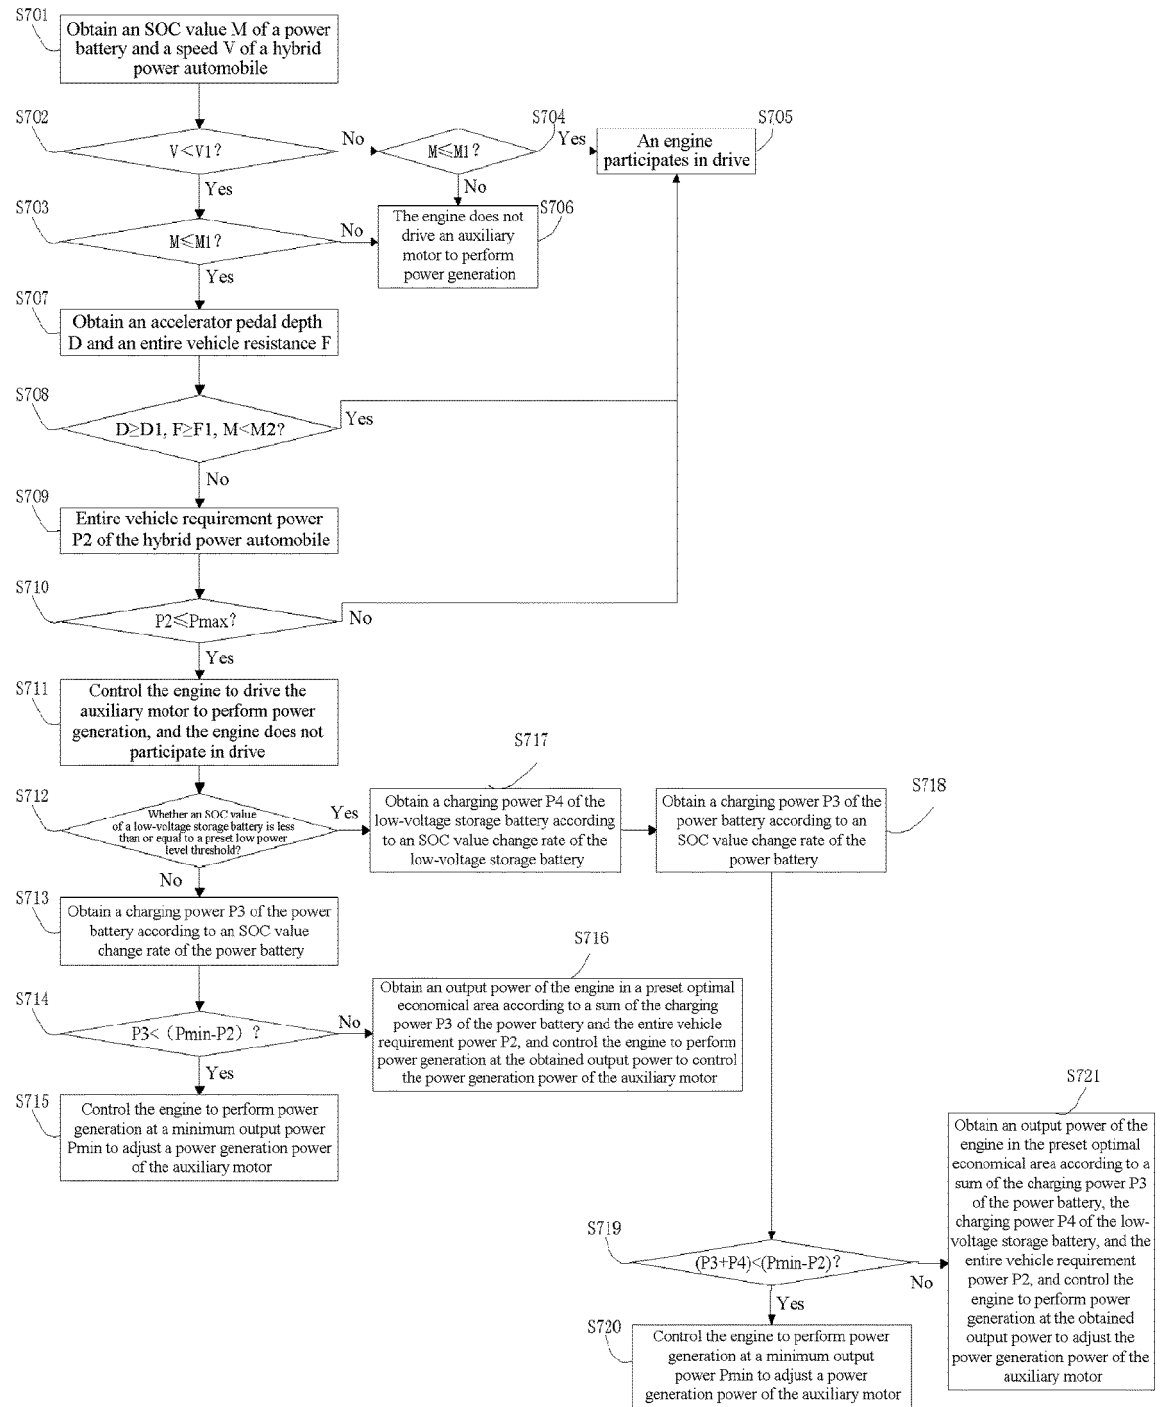 S701
Obtain an SOC value M of a power
battery and a speed V of a hybrid
power automobile
S702
V<V1?
No
Yes
S704
M≤M1?
Yes
No
S705
An engine
participates in drive
S703
M≤M1?
No
Yes
S706
The engine does not
drive an auxiliary
motor to perform
power generation
S707
Obtain an accelerator pedal depth
D and an entire vehicle resistance F
S708
D≥D1, F≥F1, M<M2?
Yes
No
S709
Entire vehicle requirement power
P2 of the hybrid power automobile
S710
P2≤Pmax?
No
Yes
S711
Control the engine to drive the
auxiliary motor to perform power
generation, and the engine does not
participate in drive
S712
Whether an SOC value
of a low-voltage storage battery is less
than or equal to a preset low power
level threshold?
Yes
No
S717
Obtain a charging power P4 of the
low-voltage storage battery according
to an SOC value change rate of the
low-voltage storage battery
S718
Obtain a charging power P3 of the
power battery according to an
SOC value change rate of the
power battery
S713
Obtain a charging power P3 of the power
battery according to an SOC value
change rate of the power battery
S714
P3< (Pmin-P2) ?
No
Yes
S716
Obtain an output power of the engine in a preset optimal
economical area according to a sum of the charging
power P3 of the power battery and the entire vehicle
requirement power P2, and control the engine to perform
power generation at the obtained output power to control
the power generation power of the auxiliary motor
S715
Control the engine to perform power
generation at a minimum output power
Pmin to adjust a power generation power
of the auxiliary motor
S719
(P3+P4)<(Pmin-P2)?
No
Yes
S721
Obtain an output power of the
engine in the preset optimal
economical area according to a
sum of the charging power P3
of the power battery, the
charging power P4 of the low-
voltage storage battery, and the
entire vehicle requirement
power P2, and control the
engine to perform power
generation at the obtained
output power to adjust the
power generation power of the
auxiliary motor
S720
Control the engine to perform power
generation at a minimum output
power Pmin to adjust a power
generation power of the auxiliary motor